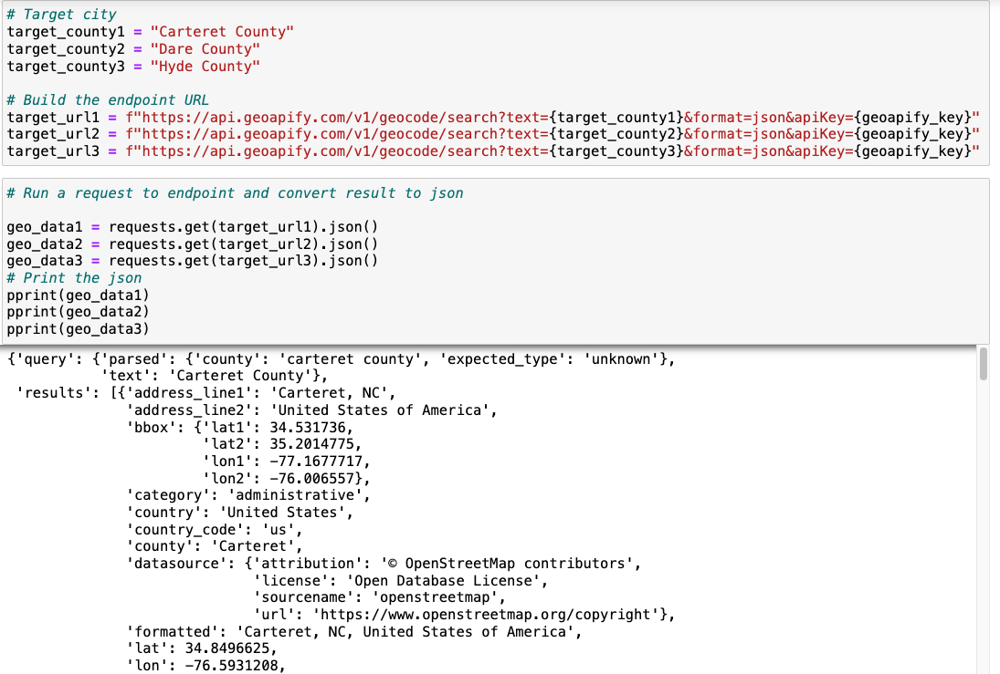 # Target city
target_county1 = "Carteret County"
target_county2 = "Dare County"
target_county3 = "Hyde County"
# Build the endpoint URL
target_url1 = f"https://api.geoapify.com/v1/geocode/search?text={target_county1}&format=json&apiKey={geoapify_key}"
target_url2 = f"https://api.geoapify.com/v1/geocode/search?text={target_county2}&format=json&apiKey={geoapify_key}"
target_url3 = f"https://api.geoapify.com/v1/geocode/search?text={target_county3}&format=json&apiKey={geoapify_key}"
# Run a request to endpoint and convert result to json
geo_data1 = requests.get(target_url1).json()
geo_data2 = requests.get(target_url2).json()
geo_data3 = requests.get(target_url3).json()
# Print the json
pprint(geo_data1)
pprint(geo_data2)
pprint(geo_data3)
{'query': {'parsed': {'county': 'carteret county', 'expected_type': 'unknown'},
'text': 'Carteret County'},
'results': [{'address_line1': 'Carteret, NC',
'address_line2': 'United States of America',
'bbox': {'lat1': 34.531736,
'lat2': 35.2014775,
'lon1': -77.1677717,
'lon2': -76.006557},
'category': 'administrative',
'country': 'United States',
'country_code': 'us',
'county': 'Carteret',
'datasource': {'attribution': '© OpenStreetMap contributors',
'license': 'Open Database License',
'sourcename': 'openstreetmap',
'url': 'https://www.openstreetmap.org/copyright'},
'formatted': 'Carteret, NC, United States of America',
'lat': 34.8496625,
'lon': -76.5931208,